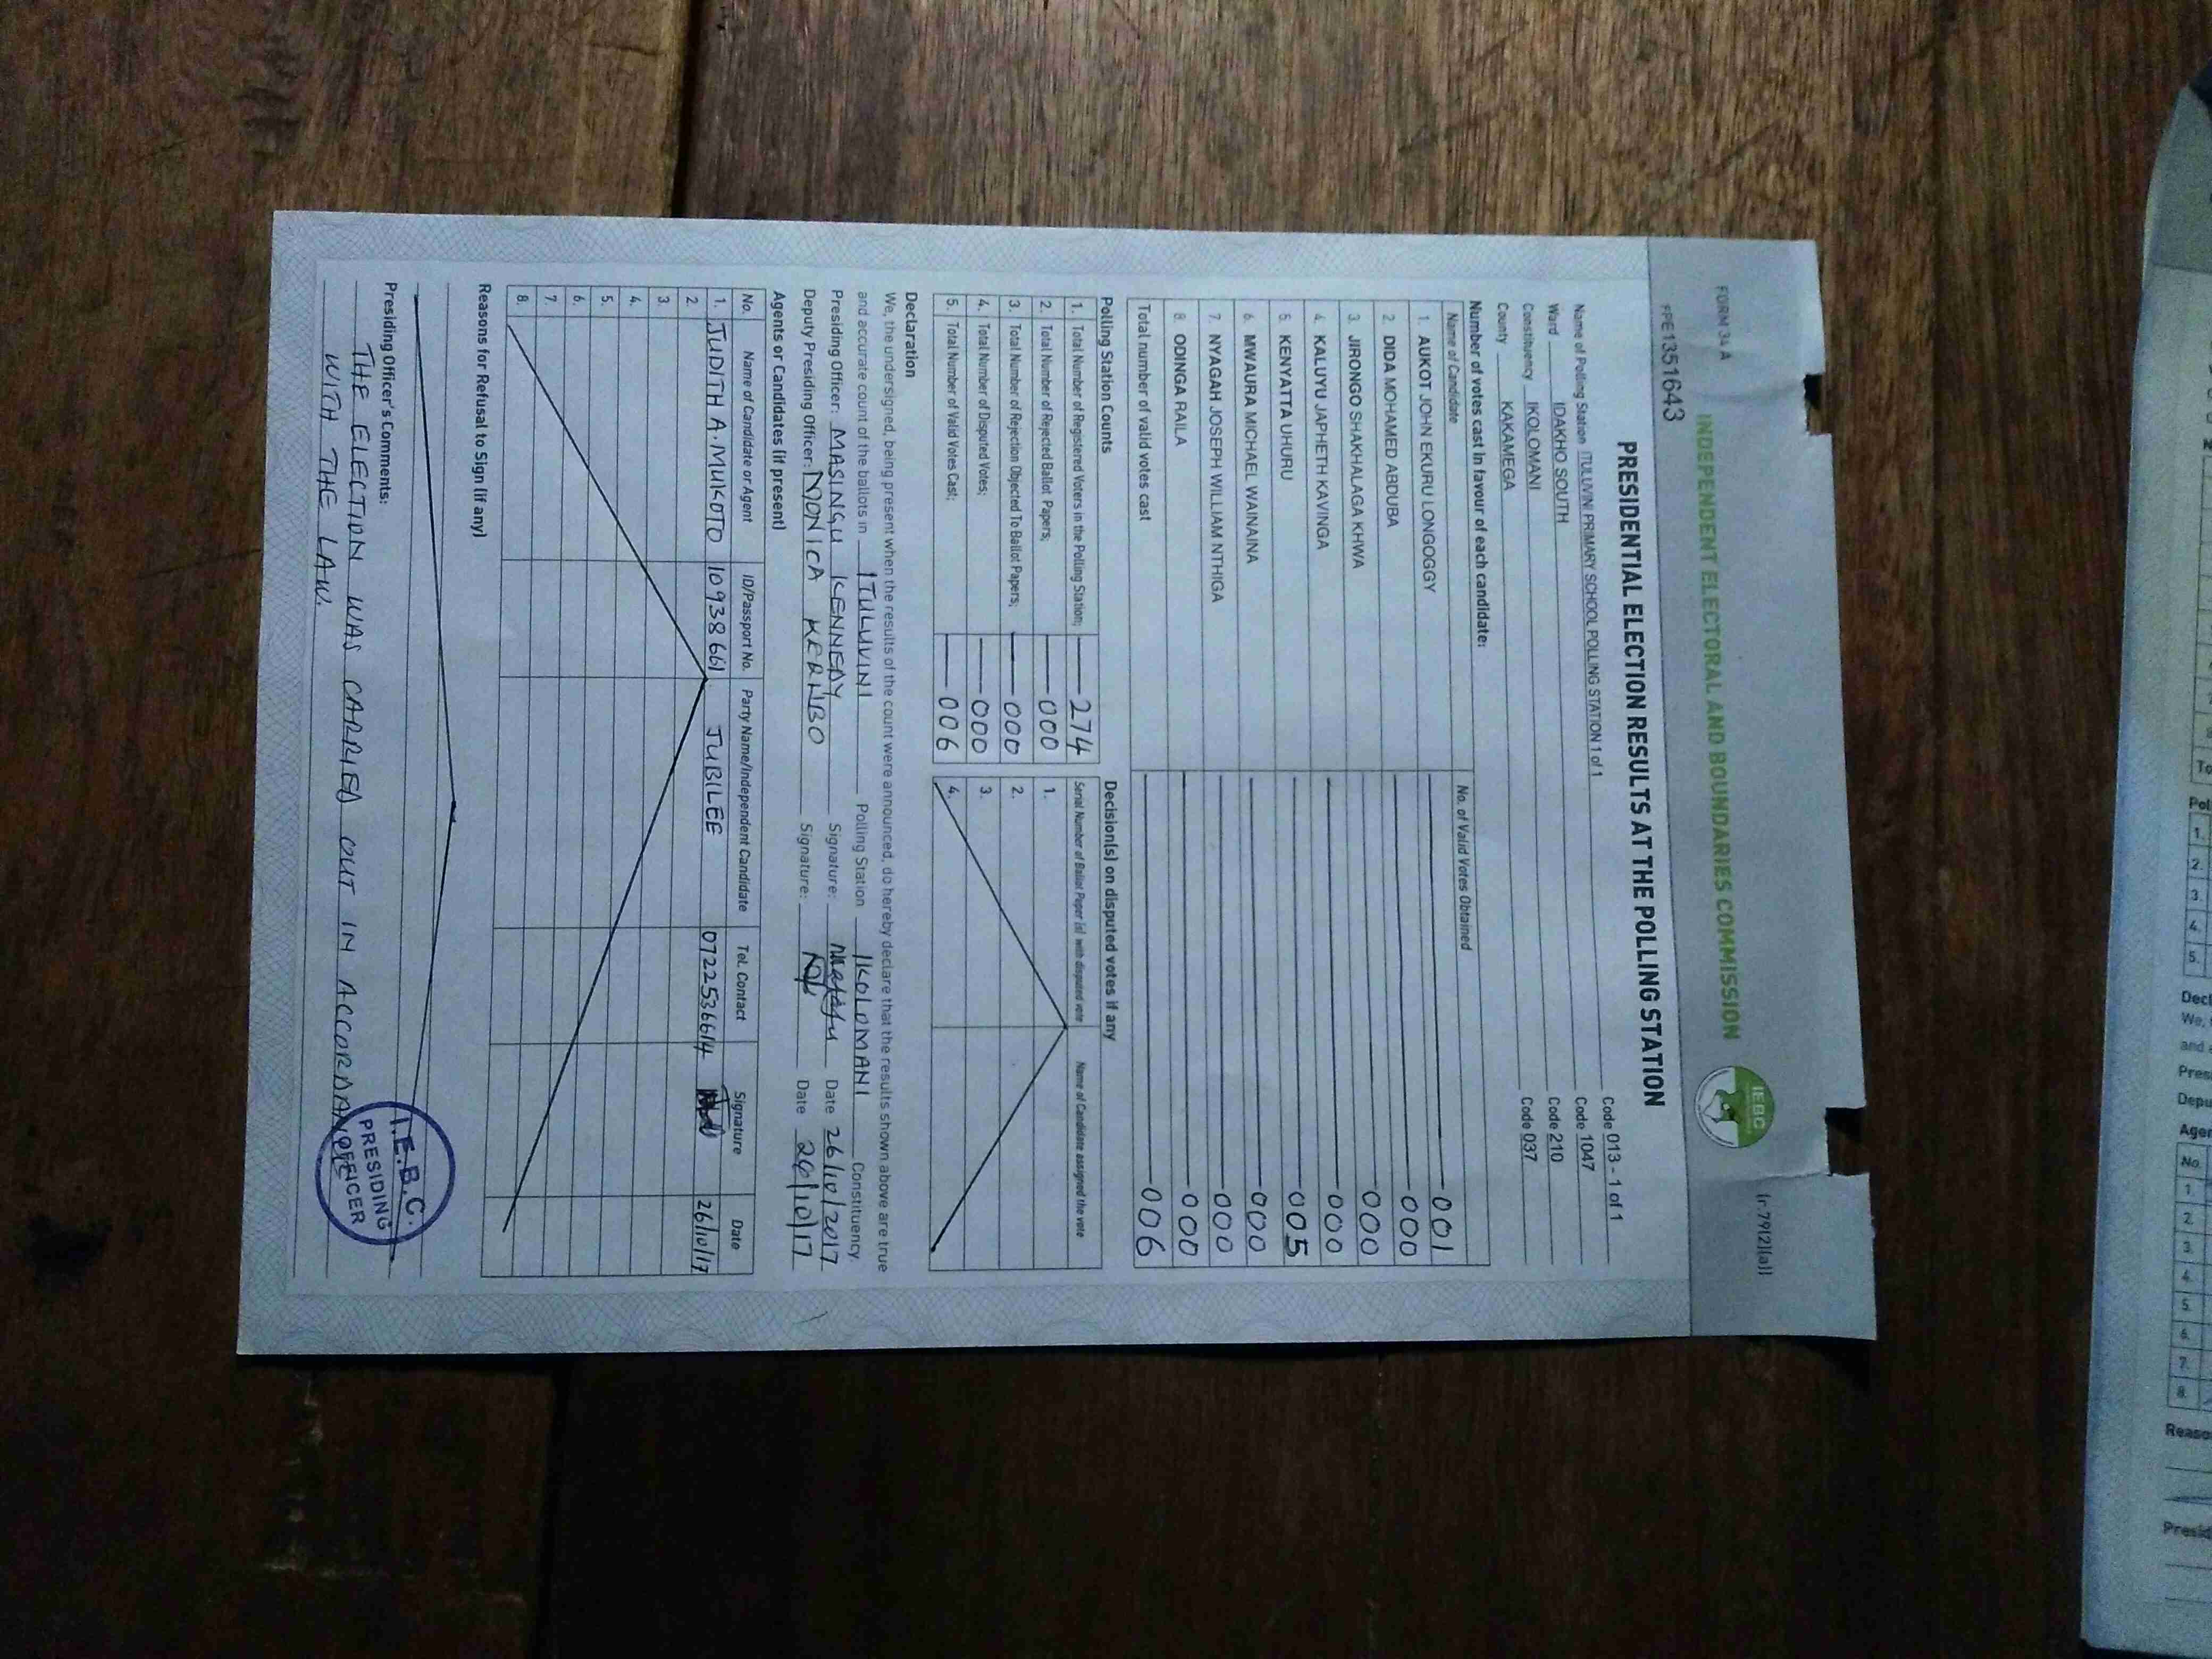 FORM 34 A
(r.79(2)(a))
INDEPENDENT ELECTORAL AND BOUNDARIES COMMISSION
IEBC
PPE1351643
PRESIDENTIAL ELECTION RESULTS AT THE POLLING STATION
Name of Polling Station ITULUVINI PRIMARY SCHOOL POLLING STATION 1 of 1 Code 013 - 1 of 1
Ward IDAKHO SOUTH Code 1047
Constituency IKOLOMANI Code 210
County KAKAMEGA Code 037
Number of votes cast in favour of each candidate:
Name of Candidate No. of Valid Votes Obtained
1. AUKOT JOHN EKURU LONGOGGY 001
2. DIDA MOHAMED ABDUBA 000
3. JIRONGO SHAKHALAGA KHWA 000
4. KALUYU JAPHETH KAVINGA 000
5. KENYATTA UHURU 005
6. MWAURA MICHAEL WAINAINA 000
7. NYAGAH JOSEPH WILLIAM NTHIGA 000
8. ODINGA RAILA 000
Total number of valid votes cast 006
Polling Station Counts
1. Total Number of Registered Voters in the Polling Station; 274
2. Total Number of Rejected Ballot Papers; 000
3. Total Number of Rejection Objected To Ballot Papers; 000
4. Total Number of Disputed Votes; 000
5. Total Number of Valid Votes Cast; 006
Decision(s) on disputed votes if any
Serial Number of Ballot Paper (s) with disputed vote Name of Candidate assigned the vote
1.
2.
3.
4.
Declaration
We, the undersigned, being present when the results of the count were announced, do hereby declare that the results shown above are true
and accurate count of the ballots in ITULUVINI Polling Station IKOLOMANI Constituency.
Presiding Officer: MASINGU KENNEDY Signature: Date 26/10/2017
Deputy Presiding Officer: MONICA Signature: Date 26/10/17
Agents or Candidates (if present)
No. Name of Candidate or Agent ID/Passport No. Party Name/Independent Candidate Tel. Contact Signature Date
1. JUDITH A. MUKOTO 10938661 JUBILEE 0722536614 26/10/17
2.
3.
4.
5.
6.
7.
8.
Reasons for Refusal to Sign (if any)
Presiding Officer's Comments:
THE ELECTION WAS CARRIED OUT IN ACCORDANCE
WITH THE LAW.
I.E.B.C.
PRESIDING
OFFICER